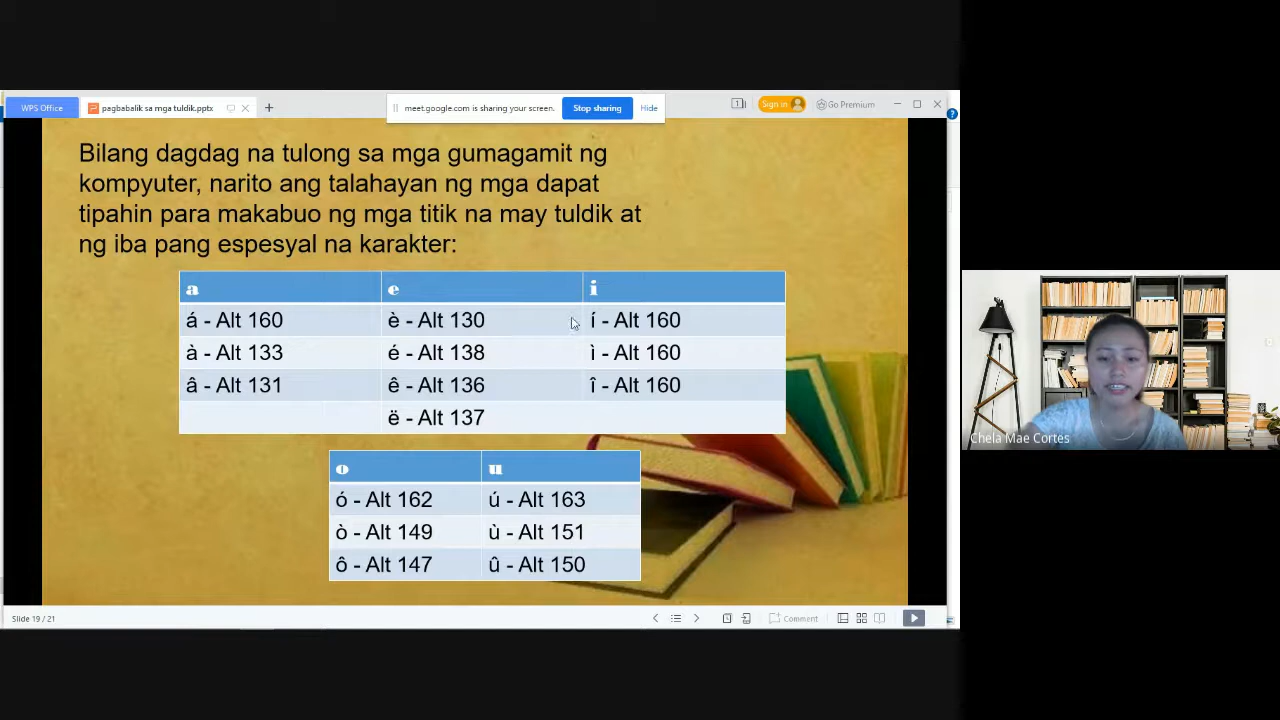 WPS Office
pagbabalik sa mga tuldik.pptx
meet.google.com is sharing your screen.
Stop sharing
Hide
1
Sign in
Go Premium
Bilang dagdag na tulong sa mga gumagamit ng
kompyuter, narito ang talahayan ng mga dapat
tipahin para makabuo ng mga titik na may tuldik at
ng iba pang espesyal na karakter:
a e i
á - Alt 160 è - Alt 130 í - Alt 160
à - Alt 133 é - Alt 138 ì - Alt 160
â - Alt 131 ê - Alt 136 î - Alt 160
ë - Alt 137
o u
ó - Alt 162 ú - Alt 163
ò - Alt 149 ù - Alt 151
ô - Alt 147 û - Alt 150
Slide 19 / 21
Comment
Chela Mae Cortes